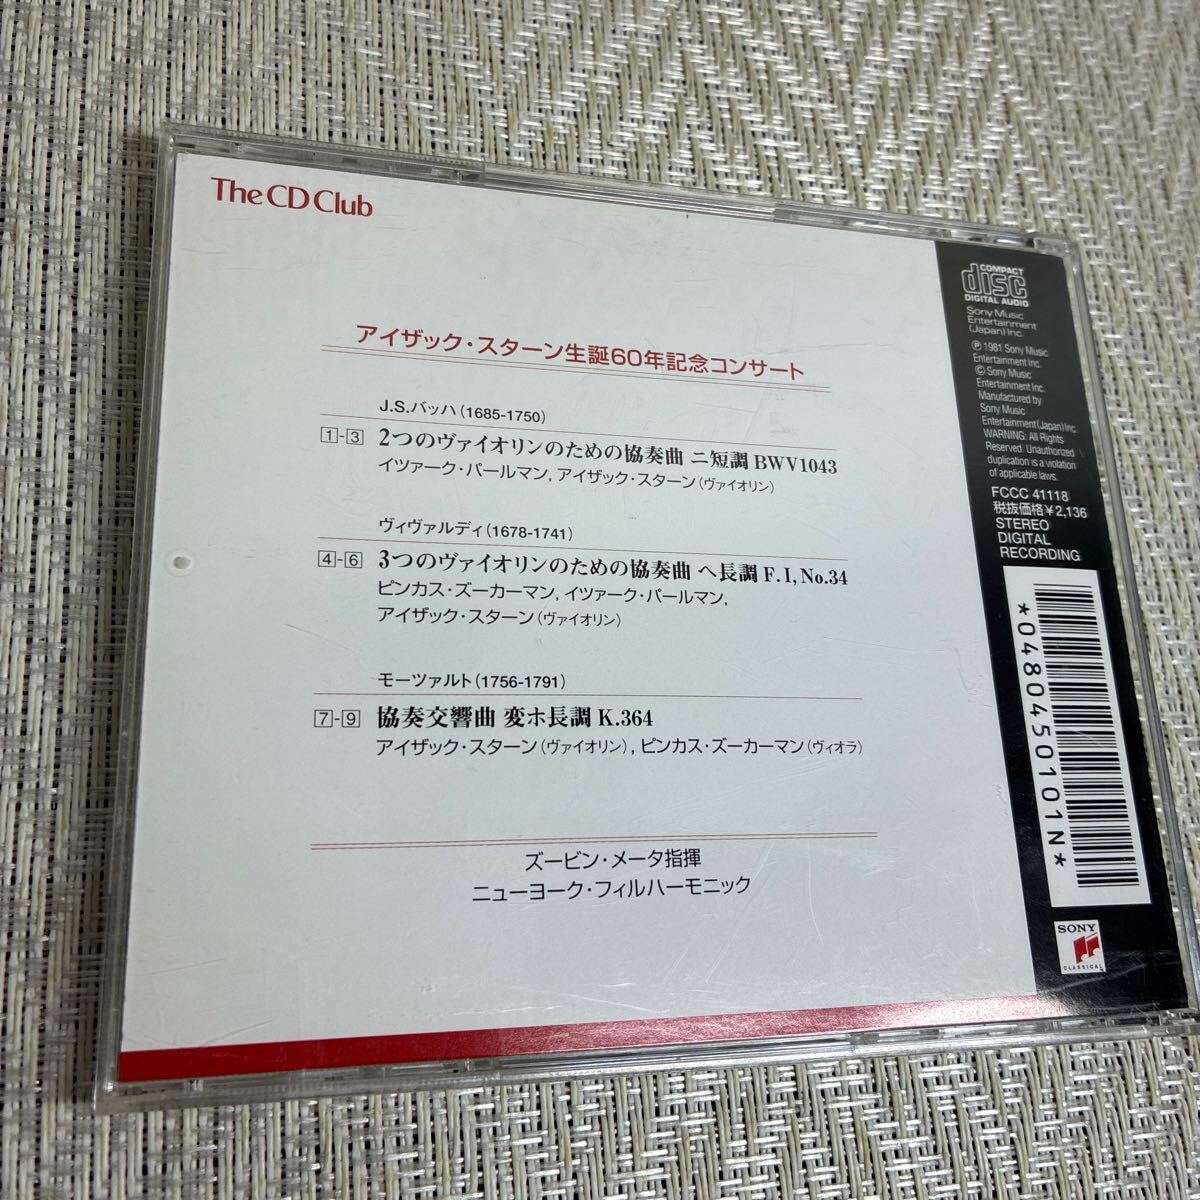 The CD Club
アイザック・スターン生誕60年記念コンサート
J.S.バッハ(1685-1750)
1-3 2つのヴァイオリンのための協奏曲 ニ短調 BWV1043
イツァーク・パールマン, アイザック・スターン(ヴァイオリン)
ヴィヴァルディ(1678-1741)
4-6 3つのヴァイオリンのための協奏曲 ヘ長調 F.I, No.34
ピンカス・ズーカーマン, イツァーク・パールマン,
アイザック・スターン(ヴァイオリン)
モーツァルト(1756-1791)
7-9 協奏交響曲 変ホ長調 K.364
アイザック・スターン(ヴァイオリン), ピンカス・ズーカーマン(ヴィオラ)
ズービン・メータ指揮
ニューヨーク・フィルハーモニック
COMPACT
disc
DIGITAL AUDIO
Sony Music
Entertainment
(Japan) Inc
℗ 1981 Sony Music
Entertainment Inc.
© Sony Music
Entertainment Inc.
Manufactured by
Sony Music
Entertainment(Japan) Inc.
WARNING: All Rights
Reserved. Unauthorized
duplication is a violation
of applicable laws.
FCCC 41118
税抜価格¥2,136
STEREO
DIGITAL
RECORDING
*0480450101N*
SONY
CLASSICAL